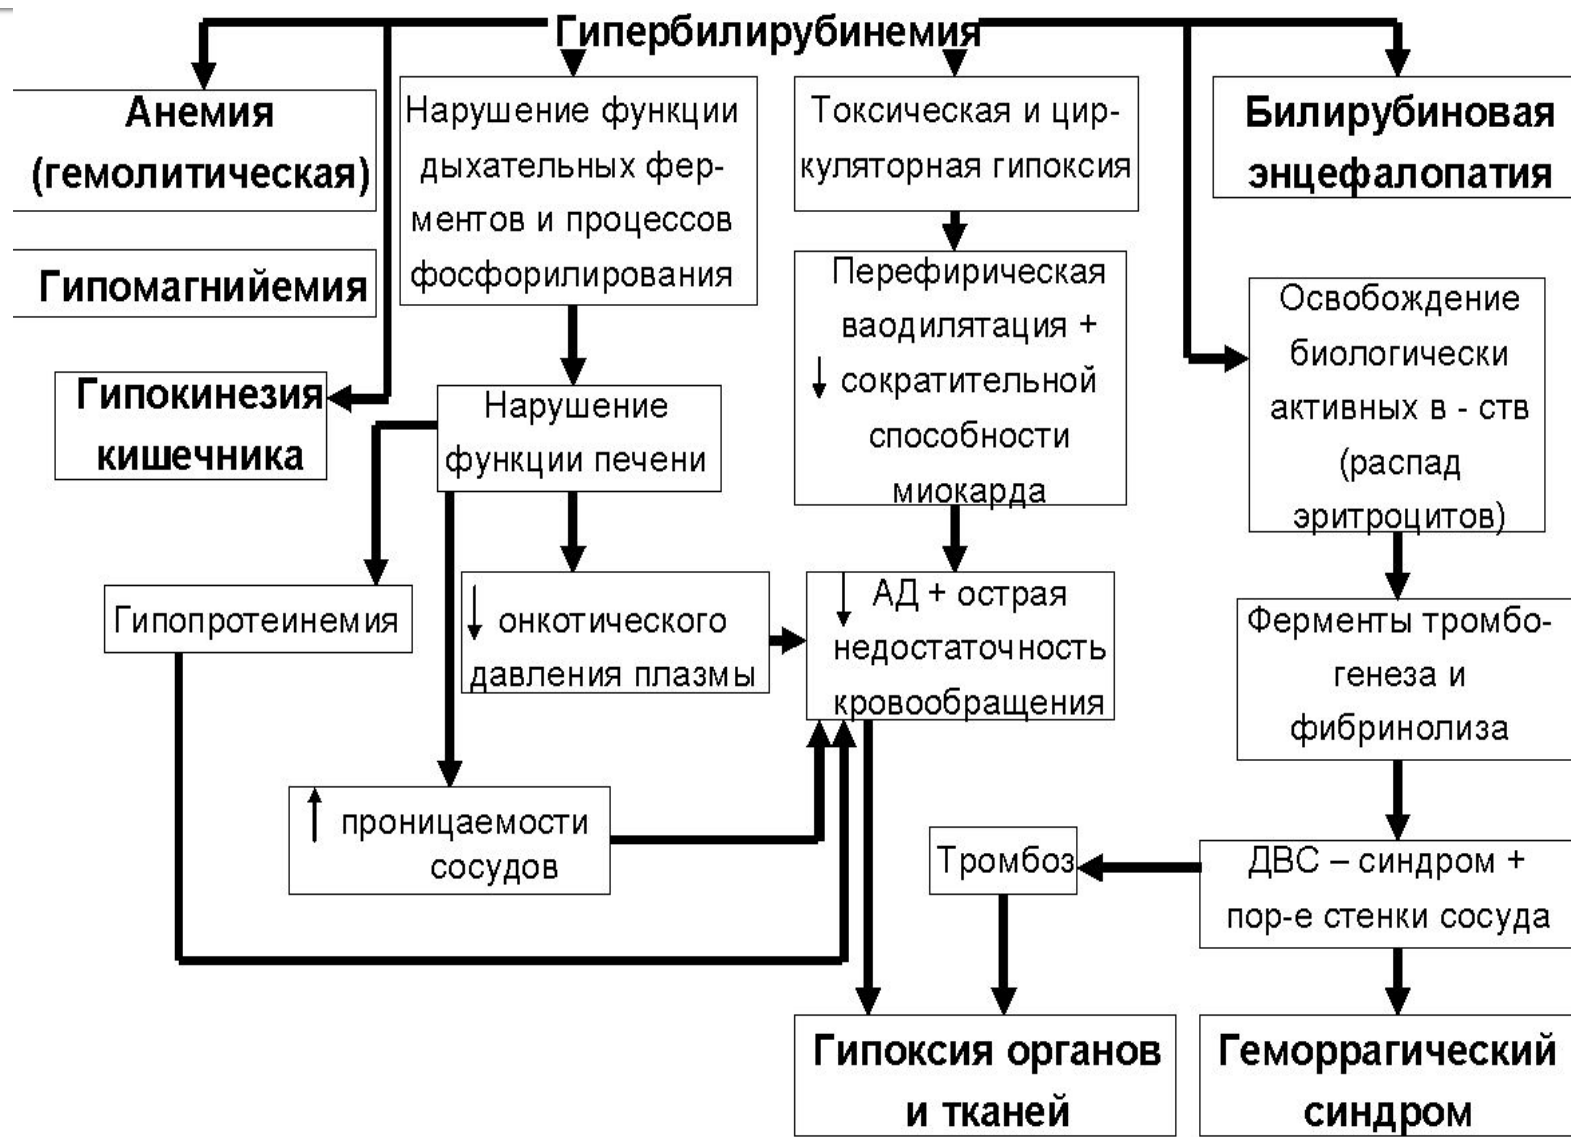 Гипербилирубинемия
Анемия
(гемолитическая)
Гипомагнийемия
Гипокинезия
кишечника
Нарушение функции
дыхательных фер-
ментов и процессов
фосфорилирования
Нарушение
функции печени
Гипопротеинемия
↓ онкотического
давления плазмы
↑ проницаемости
сосудов
Токсическая и цир-
куляторная гипоксия
Перефирическая
ваодилятация +
↓ сократительной
способности
миокарда
↓ АД + острая
недостаточность
кровообращения
Билирубиновая
энцефалопатия
Освобождение
биологически
активных в - ств
(распад
эритроцитов)
Ферменты тромбо-
генеза и
фибринолиза
ДВС – синдром +
пор-е стенки сосуда
Тромбоз
Гипоксия органов
и тканей
Геморрагический
синдром